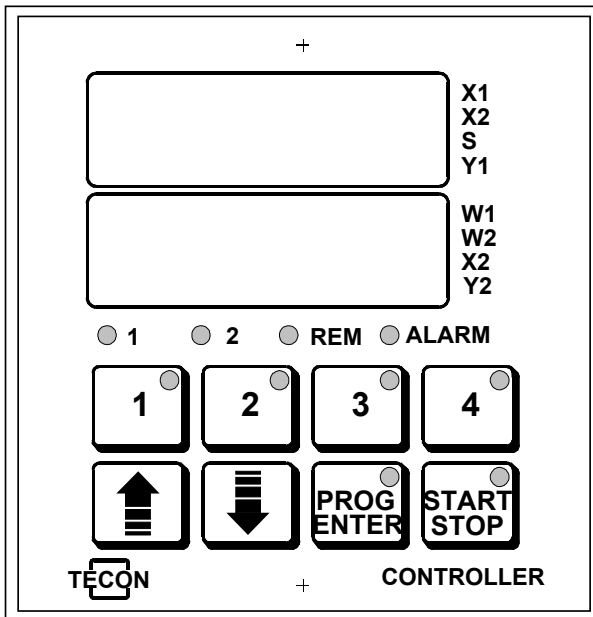 X1
X2
S
Y1
W1
W2
X2
Y2
1 2 REM ALARM
1 2 3 4
PROG ENTER
START STOP
TECON CONTROLLER